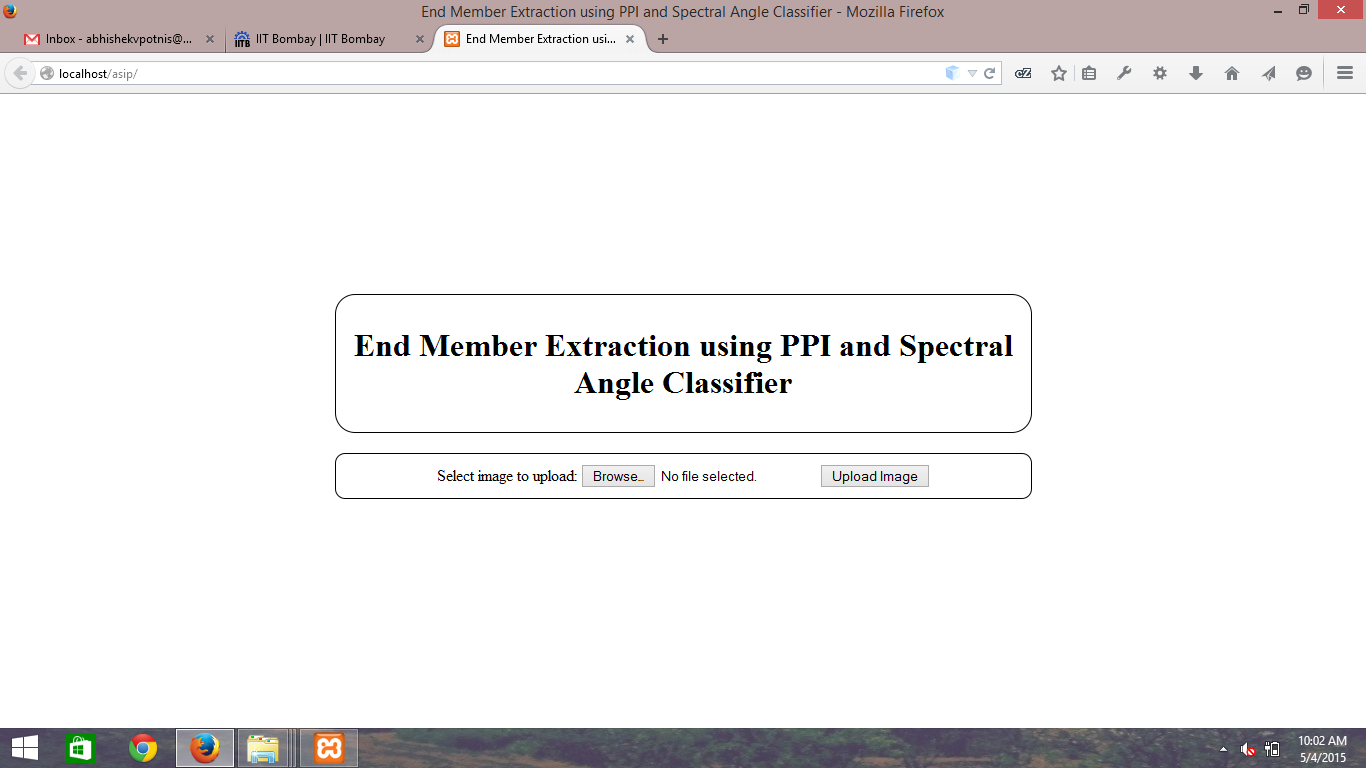 End Member Extraction using PPI and Spectral Angle Classifier - Mozilla Firefox
Inbox - abhishekvpotnis@...
IITB
IIT Bombay | IIT Bombay
End Member Extraction usi...
localhost/asip/
cZ
End Member Extraction using PPI and Spectral
Angle Classifier
Select image to upload: Browse... No file selected. Upload Image
10:02 AM
5/4/2015